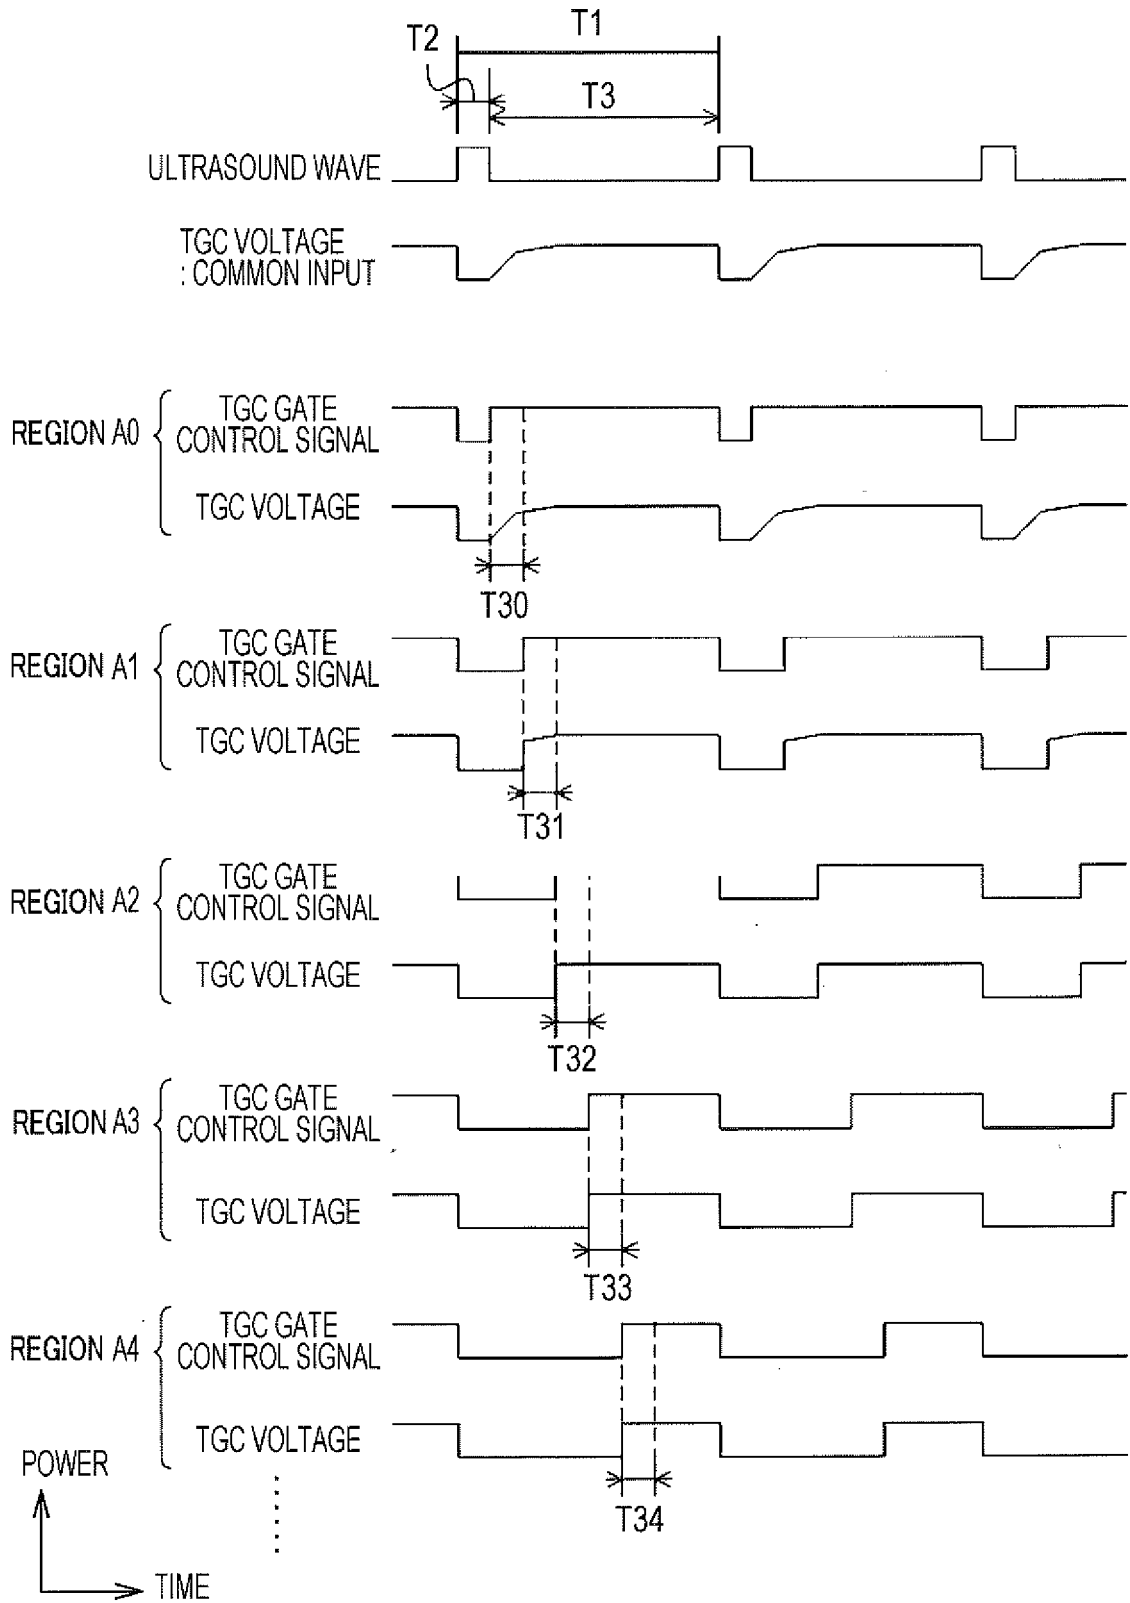 T1
T2
T3
ULTRASOUND WAVE
TGC VOLTAGE
: COMMON INPUT
REGION A0
TGC GATE
CONTROL SIGNAL
TGC VOLTAGE
T30
REGION A1
TGC GATE
CONTROL SIGNAL
TGC VOLTAGE
T31
REGION A2
TGC GATE
CONTROL SIGNAL
TGC VOLTAGE
T32
REGION A3
TGC GATE
CONTROL SIGNAL
TGC VOLTAGE
T33
REGION A4
TGC GATE
CONTROL SIGNAL
TGC VOLTAGE
T34
POWER
TIME